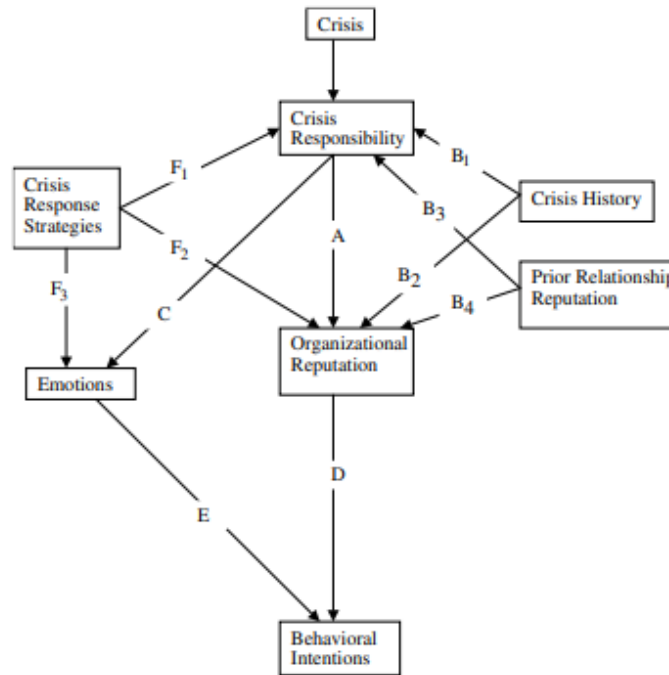 Crisis
Crisis
Responsibility
F1
B1
Crisis
Response
Strategies
Crisis History
B3
A
F2
F3
B2
Prior Relationship
Reputation
B4
C
Organizational
Reputation
Emotions
D
E
Behavioral
Intentions